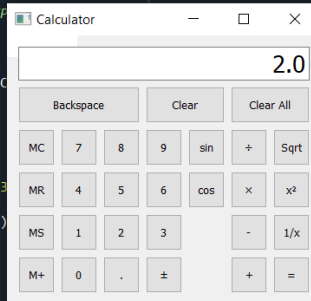 Calculator
2.0
Backspace Clear Clear All
MC 7 8 9 sin ÷ Sqrt
MR 4 5 6 cos × x²
MS 1 2 3 - 1/x
M+ 0 . ± + =